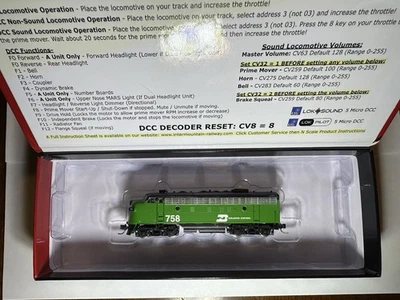 Locomotive Operation - Place the locomotive on your track and increase throttle!
DCC Non-Sound Locomotive Operation - Place the locomotive on your track, select address 3 (not 03) and increase the throttle!
DCC Sound Locomotive Operation - Place the locomotive on your track, select address 3 (not 03). Press the 8 key on your throttle
the prime mover. Wait about 20 seconds for the prime
DCC Functions:
F0 Forward - A Unit Only - Forward Headlight
F0 Reverse - Rear Headlight
F1 - Bell
F2 - Horn
F3 - Coupler
F4 - Dynamic Brake
F5 - A Unit Only - Number Boards
F6 - A Unit Only - Upper Nose MARS Light (If Dual Headlight Unit)
F7 - Headlight / Reverse Light Dimmer (Directional)
F8 - Prime Mover Start-Up / Shut-Down if stopped, Mute / Unmute if moving.
F9 - Drive Hold (Locks the motor to allow prime mover RPM increase or decrease)
F10 - Independent Brake (Locks the motor and stops the locomotive if moving)
F11 - Radiator Fan
F12 - Flange Squeal (if moving)
Sound Locomotive Volumes:
Master Volume: CV63 Default 128 (Range 0-255)
Set CV32 = 1 BEFORE setting any volume below:
Prime Mover - CV259 Default 100 (Range 0-255)
Horn - CV275 Default 128 (Range 0-255)
Bell - CV283 Default 60 (Range 0-255)
Set CV32 = 2 BEFORE setting the volume below:
Brake Squeal - CV259 Default 80 (Range 0-255)
LOKSOUND 5 Micro DCC
LOKPILOT 5 Micro DCC
DCC DECODER RESET: CV8 = 8
A Full Instruction Sheet is available on our website: www.intermountain-railway.com Click Customer Service then N Scale Product Instructions
758
BN BURLINGTON NORTHERN